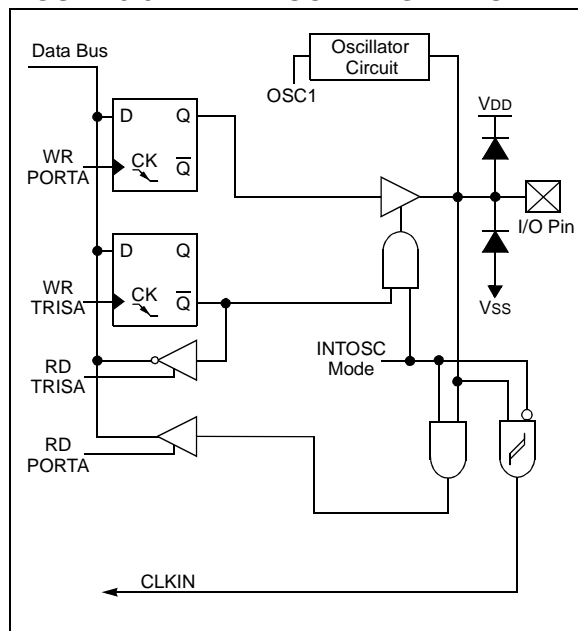 Data Bus
Oscillator
Circuit
OSC1
VDD
D Q
WR
PORTA
CK
Q
I/O Pin
D Q
VSS
WR
TRISA
CK
Q
RD
TRISA
INTOSC
Mode
RD
PORTA
CLKIN